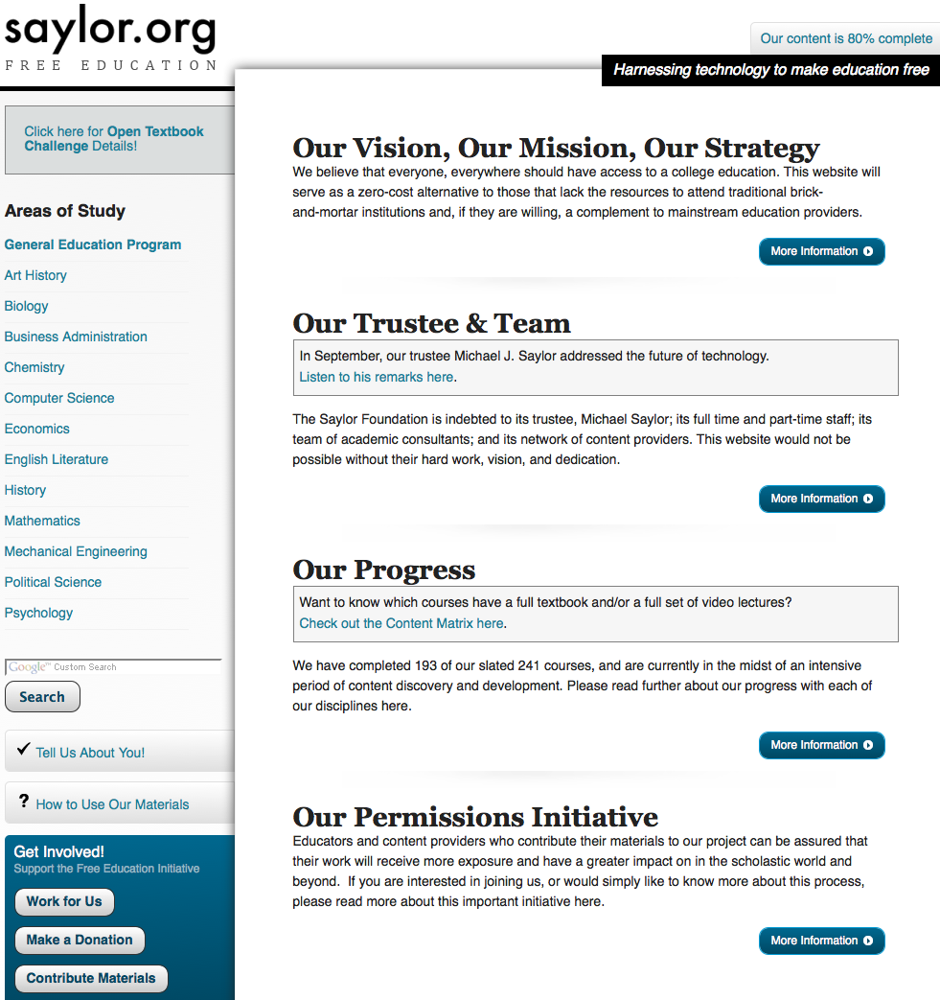 saylor.org
FREE EDUCATION
Our content is 80% complete
Harnessing technology to make education free
Click here for Open Textbook
Challenge Details!
Areas of Study
General Education Program
Art History
Biology
Business Administration
Chemistry
Computer Science
Economics
English Literature
History
Mathematics
Mechanical Engineering
Political Science
Psychology
Google™ Custom Search
Search
Tell Us About You!
? How to Use Our Materials
Get Involved!
Support the Free Education Initiative
Work for Us
Make a Donation
Contribute Materials
Our Vision, Our Mission, Our Strategy
We believe that everyone, everywhere should have access to a college education. This website will
serve as a zero-cost alternative to those that lack the resources to attend traditional brick-
and-mortar institutions and, if they are willing, a complement to mainstream education providers.
More Information
Our Trustee & Team
In September, our trustee Michael J. Saylor addressed the future of technology.
Listen to his remarks here.
The Saylor Foundation is indebted to its trustee, Michael Saylor; its full time and part-time staff; its
team of academic consultants; and its network of content providers. This website would not be
possible without their hard work, vision, and dedication.
More Information
Our Progress
Want to know which courses have a full textbook and/or a full set of video lectures?
Check out the Content Matrix here.
We have completed 193 of our slated 241 courses, and are currently in the midst of an intensive
period of content discovery and development. Please read further about our progress with each of
our disciplines here.
More Information
Our Permissions Initiative
Educators and content providers who contribute their materials to our project can be assured that
their work will receive more exposure and have a greater impact on in the scholastic world and
beyond.  If you are interested in joining us, or would simply like to know more about this process,
please read more about this important initiative here.
More Information